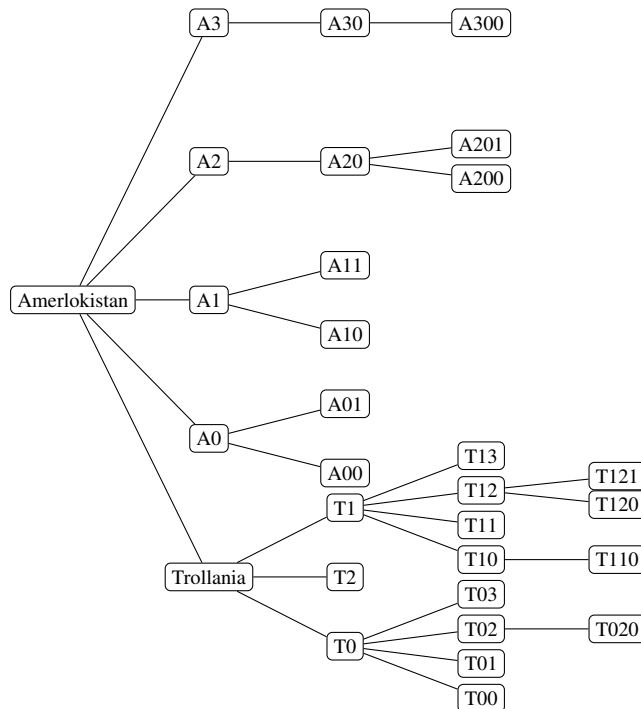 A3 A30 A300
A201
A2 A20
A200
A11
Amerlokistan A1
A10
A01
A0
T13
A00 T121
T12
T1 T120
T11
T10 T110
Trollania T2
T03
T02 T020
T0
T01
T00